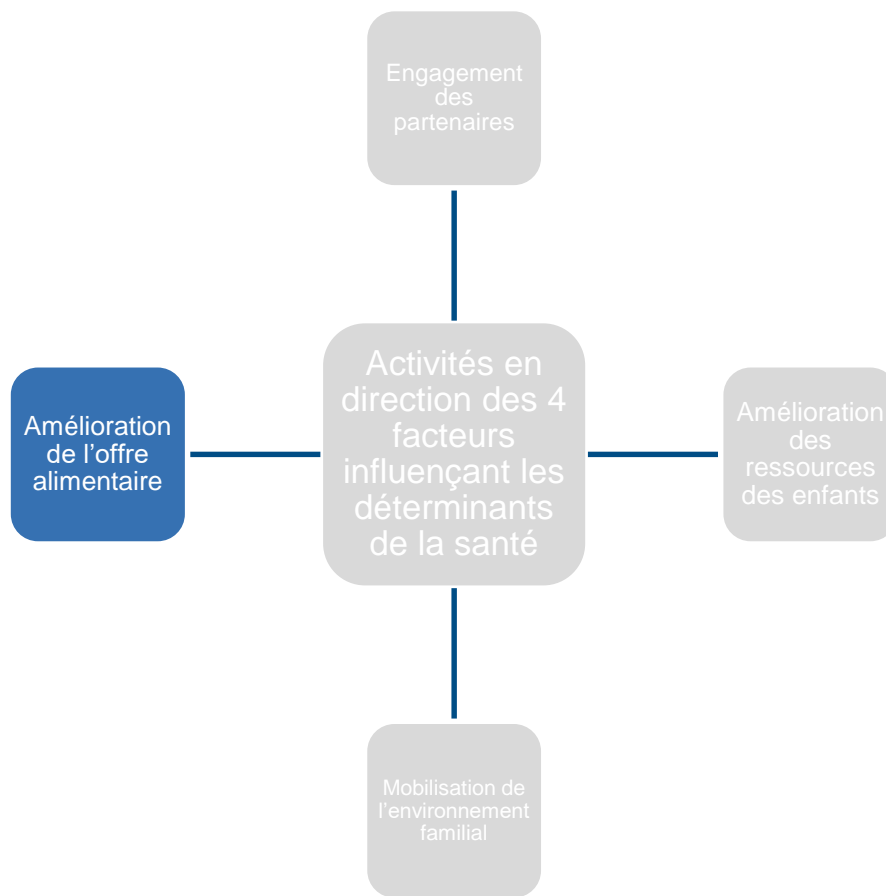 Engagement
des
partenaires
Amélioration
de l'offre
alimentaire
Activités en
direction des 4
facteurs
influençant les
déterminants
de la santé
Amélioration
des
ressources
des enfants
Mobilisation de
l'environnement
familial